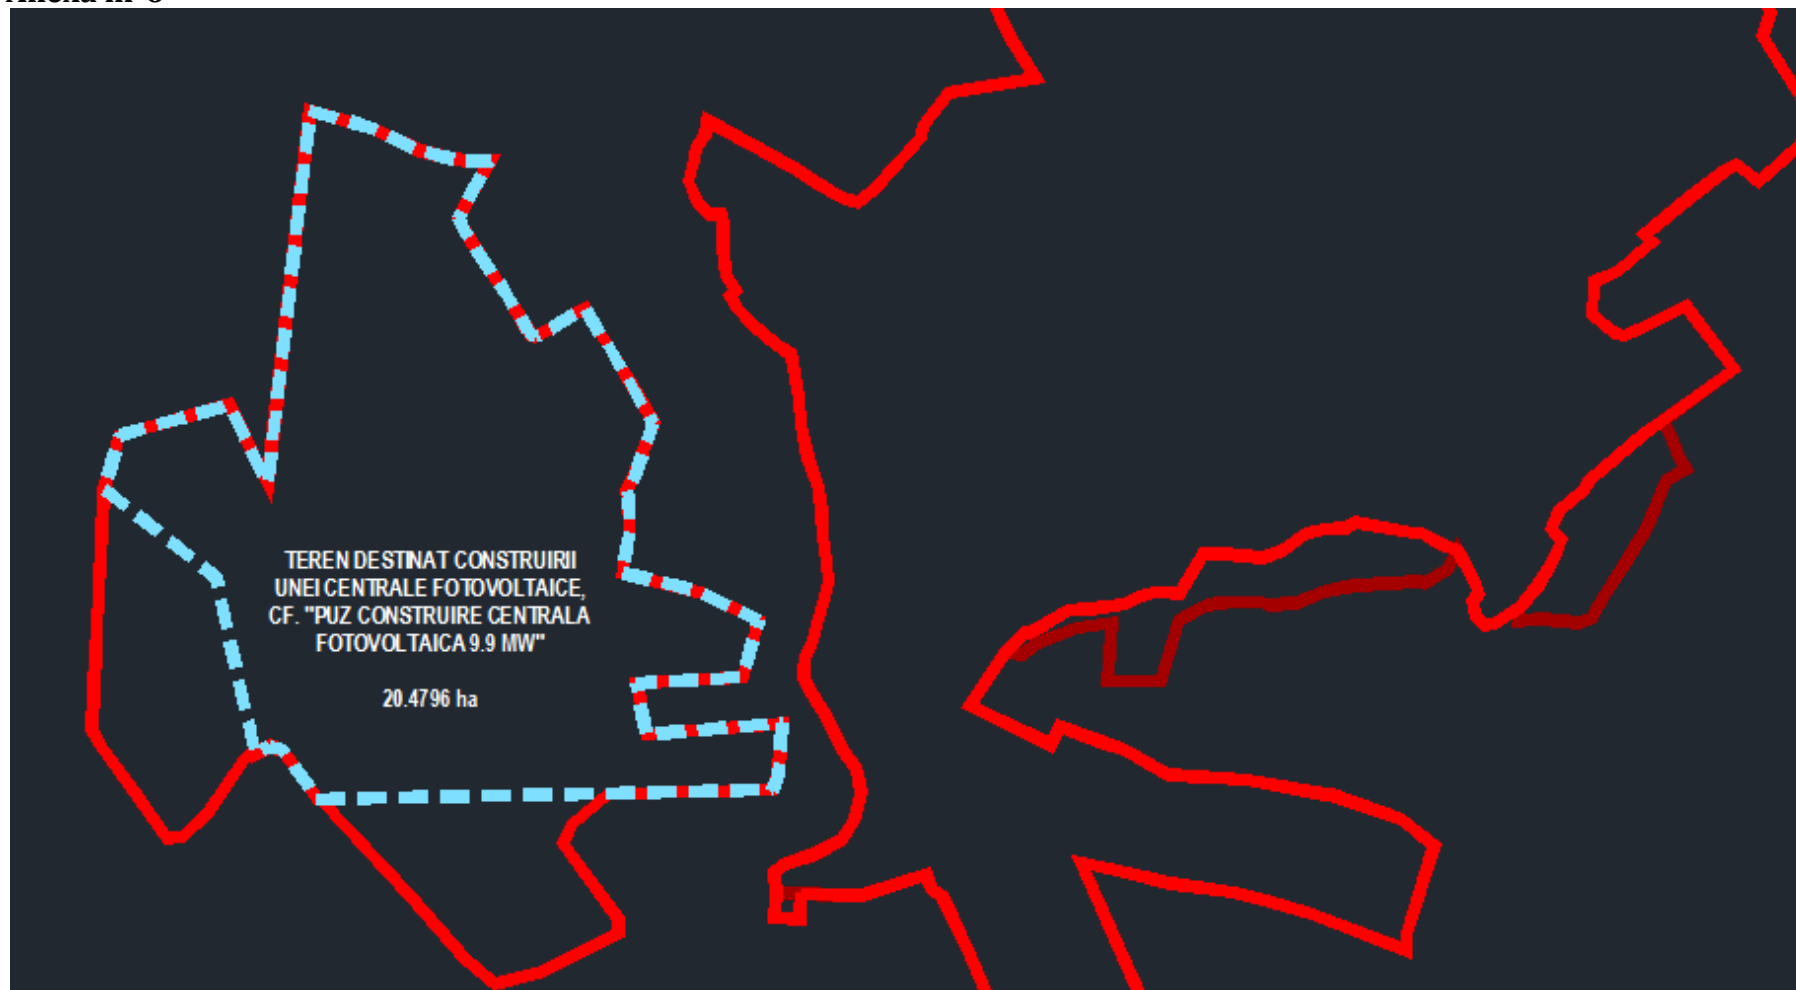 TEREN DESTINAT CONSTRUIRII
UNEI CENTRALE FOTOVOLTAICE,
CF. "PUZ CONSTRUIRE CENTRALA
FOTOVOLTAICA 9.9 MW"
20.4796 ha